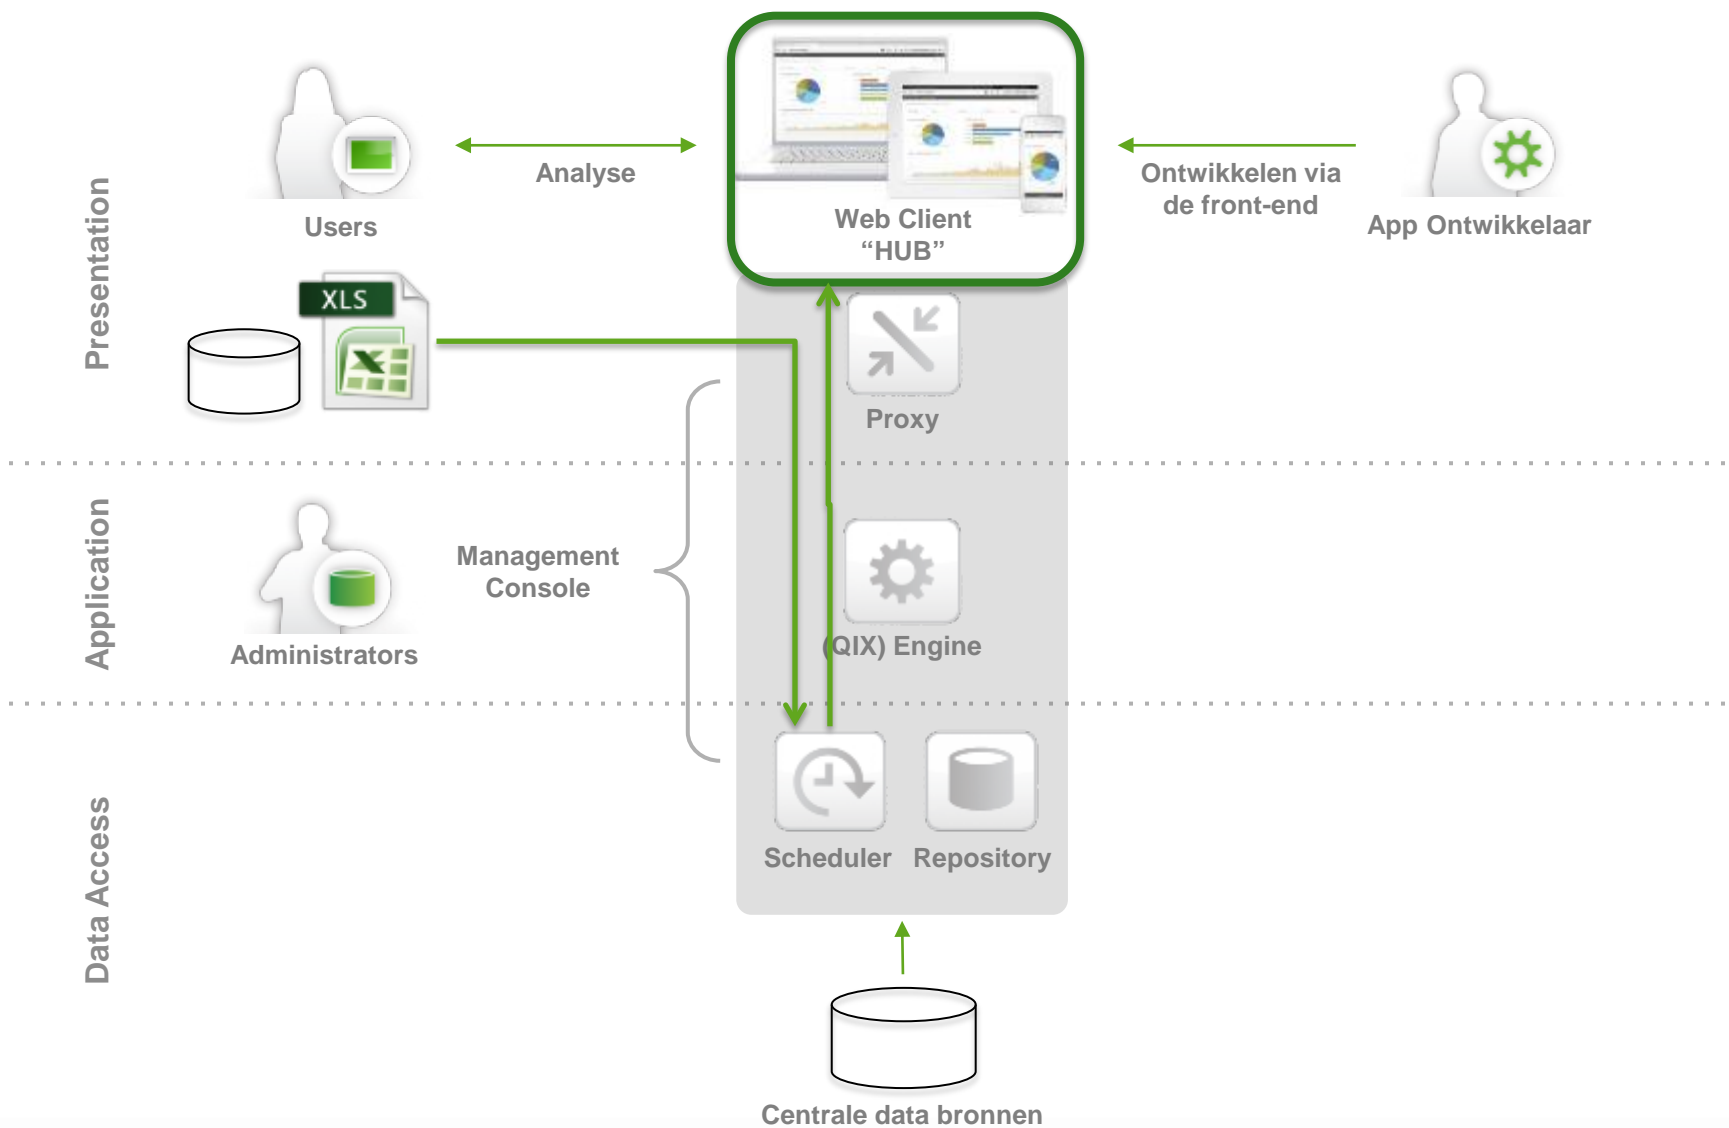 Presentation
Users
Analyse
Web Client
“HUB”
Ontwikkelen via
de front-end
App Ontwikkelaar
XLS
Proxy
Application
Administrators
Management
Console
(QIX) Engine
Data Access
Scheduler
Repository
Centrale data bronnen